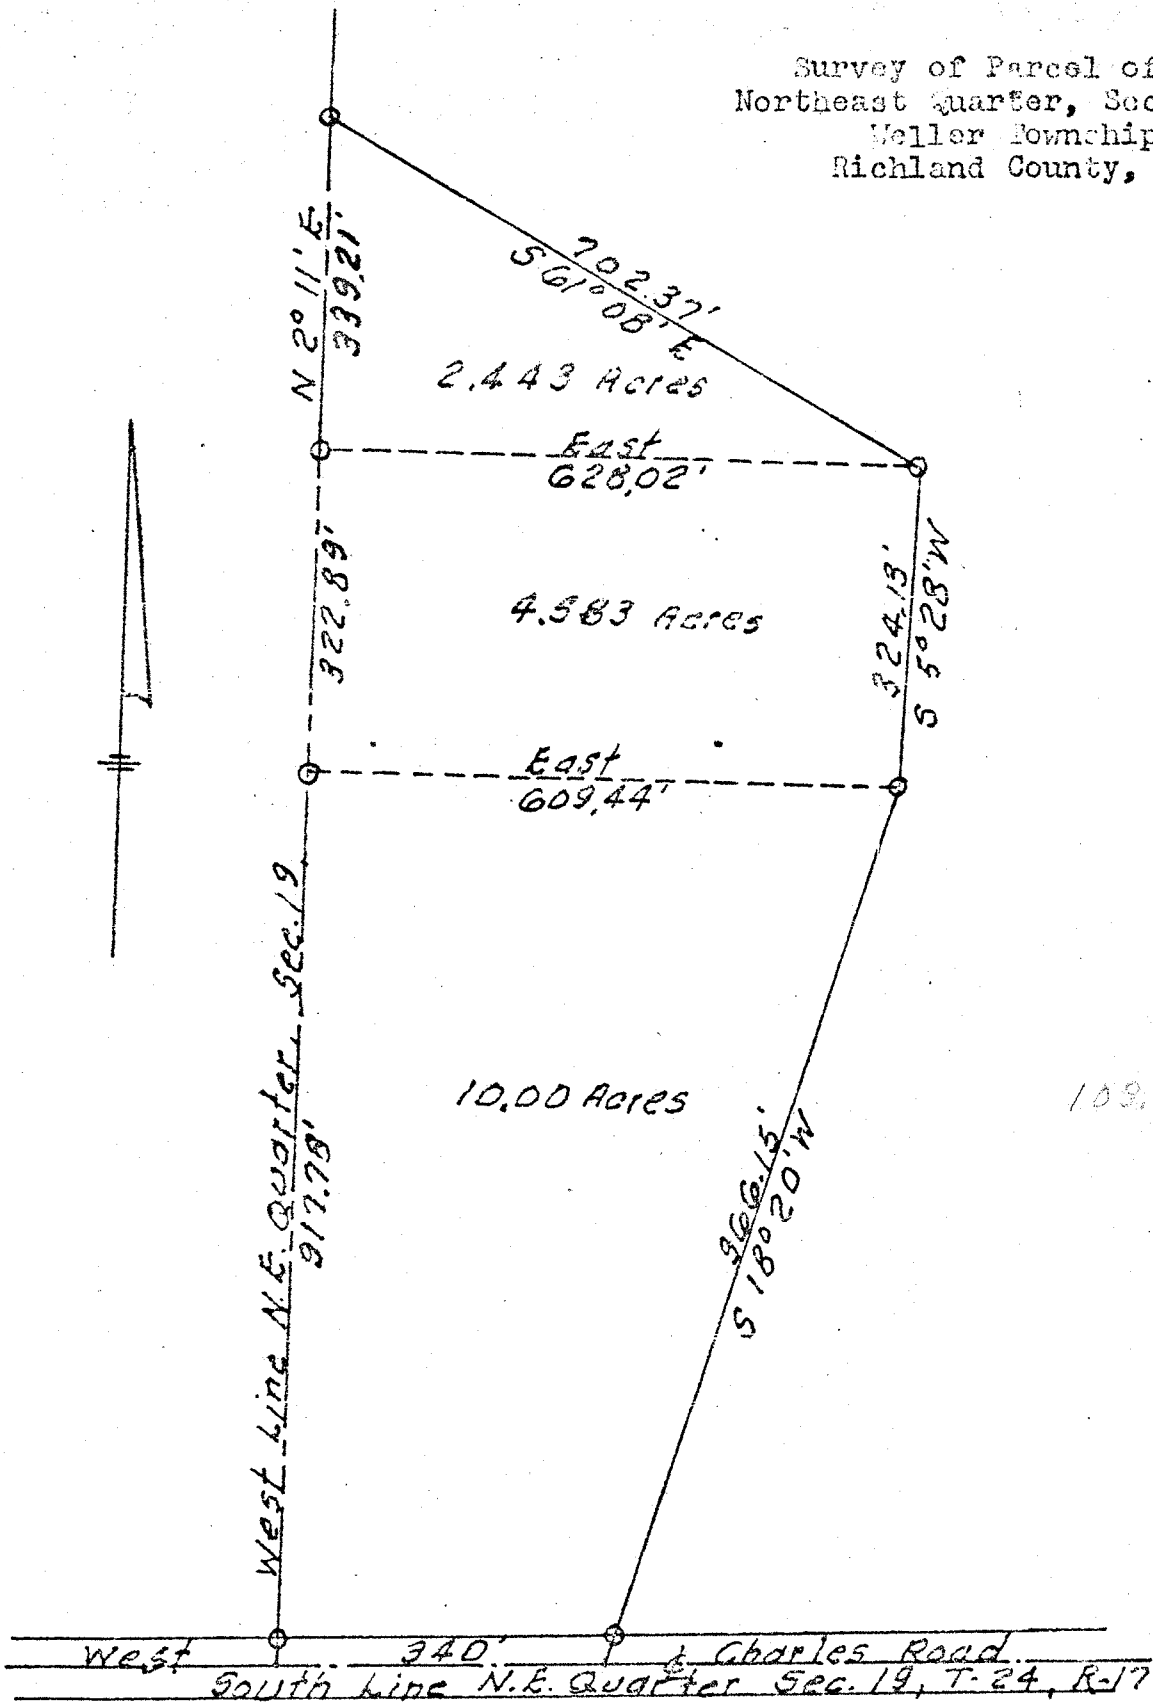 Survey of Parcel of
Northeast Quarter, Sec
Weller Township
Richland County,
N 2° 11' E
339.21'
702.37'
S 61° 08' E
2.443 Acres
East
628.02'
322.89'
4.583 Acres
324.13'
S 5° 28' W
East
609.44'
West Line N.E. Quarter, Sec. 19
917.78'
10.00 Acres
109.
966.15'
S 18° 20' W
West 340' ℄ Charles Road
South Line N.E. Quarter Sec. 19, T-24, R-17